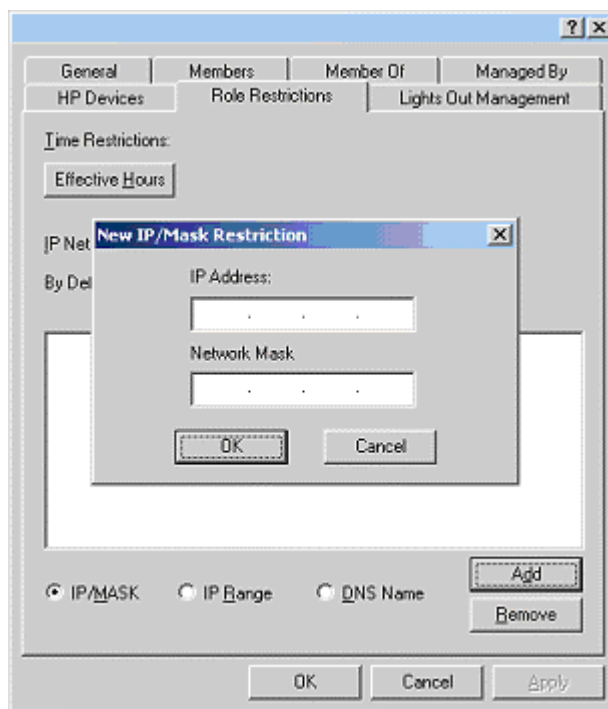 General Members Member Of Managed By
HP Devices Role Restrictions Lights Out Management
Time Restrictions:
Effective Hours
IP Net
By Def
New IP/Mask Restriction
IP Address:
. . .
Network Mask
. . .
OK Cancel
IP/MASK IP Range DNS Name
Add
Remove
OK Cancel Apply